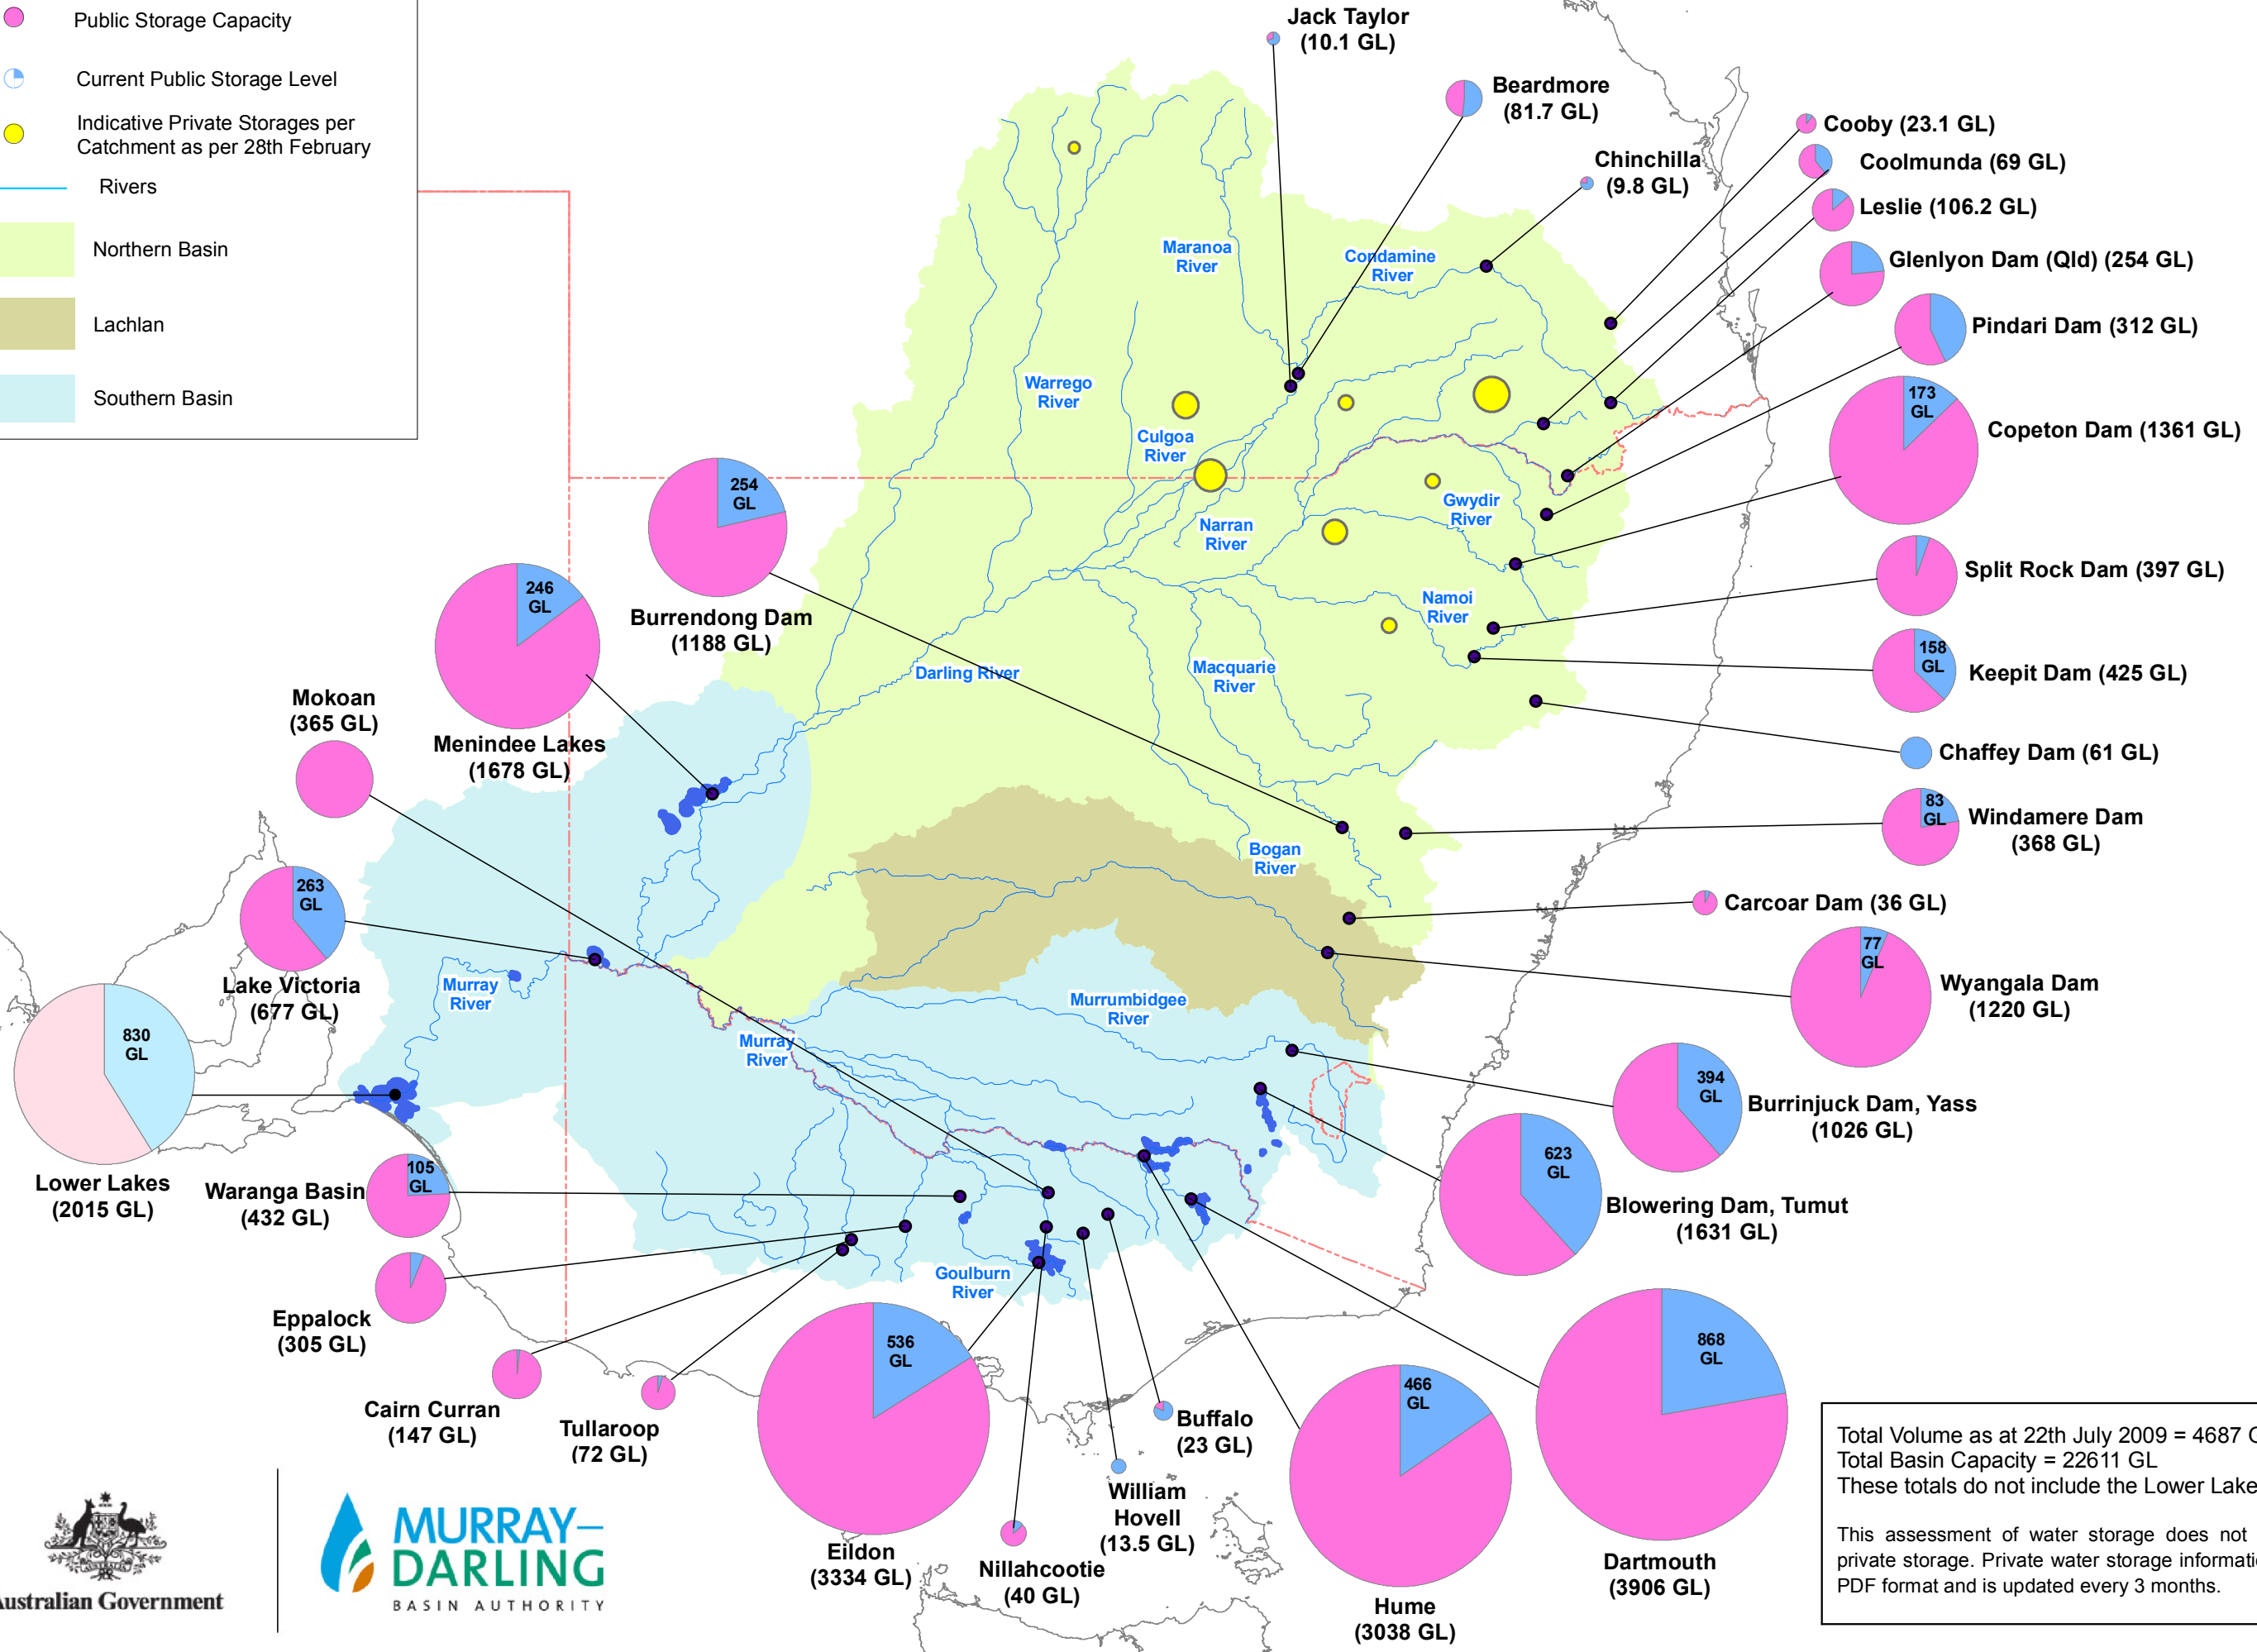 Public Storage Capacity
Current Public Storage Level
Indicative Private Storages per
Catchment as per 28th February
Rivers
Northern Basin
Lachlan
Southern Basin
Jack Taylor
(10.1 GL)
Beardmore
(81.7 GL)
Chinchilla
(9.8 GL)
Cooby (23.1 GL)
Coolmunda (69 GL)
Leslie (106.2 GL)
Glenlyon Dam (Qld) (254 GL)
Pindari Dam (312 GL)
173
GL
Copeton Dam (1361 GL)
Split Rock Dam (397 GL)
158
GL
Keepit Dam (425 GL)
Chaffey Dam (61 GL)
83
GL
Windamere Dam
(368 GL)
Carcoar Dam (36 GL)
77
GL
Wyangala Dam
(1220 GL)
394
GL
Burrinjuck Dam, Yass
(1026 GL)
623
GL
Blowering Dam, Tumut
(1631 GL)
868
GL
Dartmouth
(3906 GL)
466
GL
Hume
(3038 GL)
Buffalo
(23 GL)
William
Hovell
(13.5 GL)
Nillahcootie
(40 GL)
536
GL
Eildon
(3334 GL)
Tullaroop
(72 GL)
Cairn Curran
(147 GL)
Eppalock
(305 GL)
105
GL
Waranga Basin
(432 GL)
830
GL
Lower Lakes
(2015 GL)
263
GL
Lake Victoria
(677 GL)
Mokoan
(365 GL)
246
GL
Menindee Lakes
(1678 GL)
254
GL
Burrendong Dam
(1188 GL)
Maranoa
River
Condamine
River
Warrego
River
Culgoa
River
Narran
River
Gwydir
River
Namoi
River
Macquarie
River
Darling River
Bogan
River
Murray
River
Murrumbidgee
River
Murray
River
Goulburn
River
Total Volume as at 22th July 2009 = 4687
Total Basin Capacity = 22611 GL
These totals do not include the Lower Lake
This assessment of water storage does not
private storage. Private water storage informati
PDF format and is updated every 3 months.
Australian Government
MURRAY–
DARLING
BASIN AUTHORITY